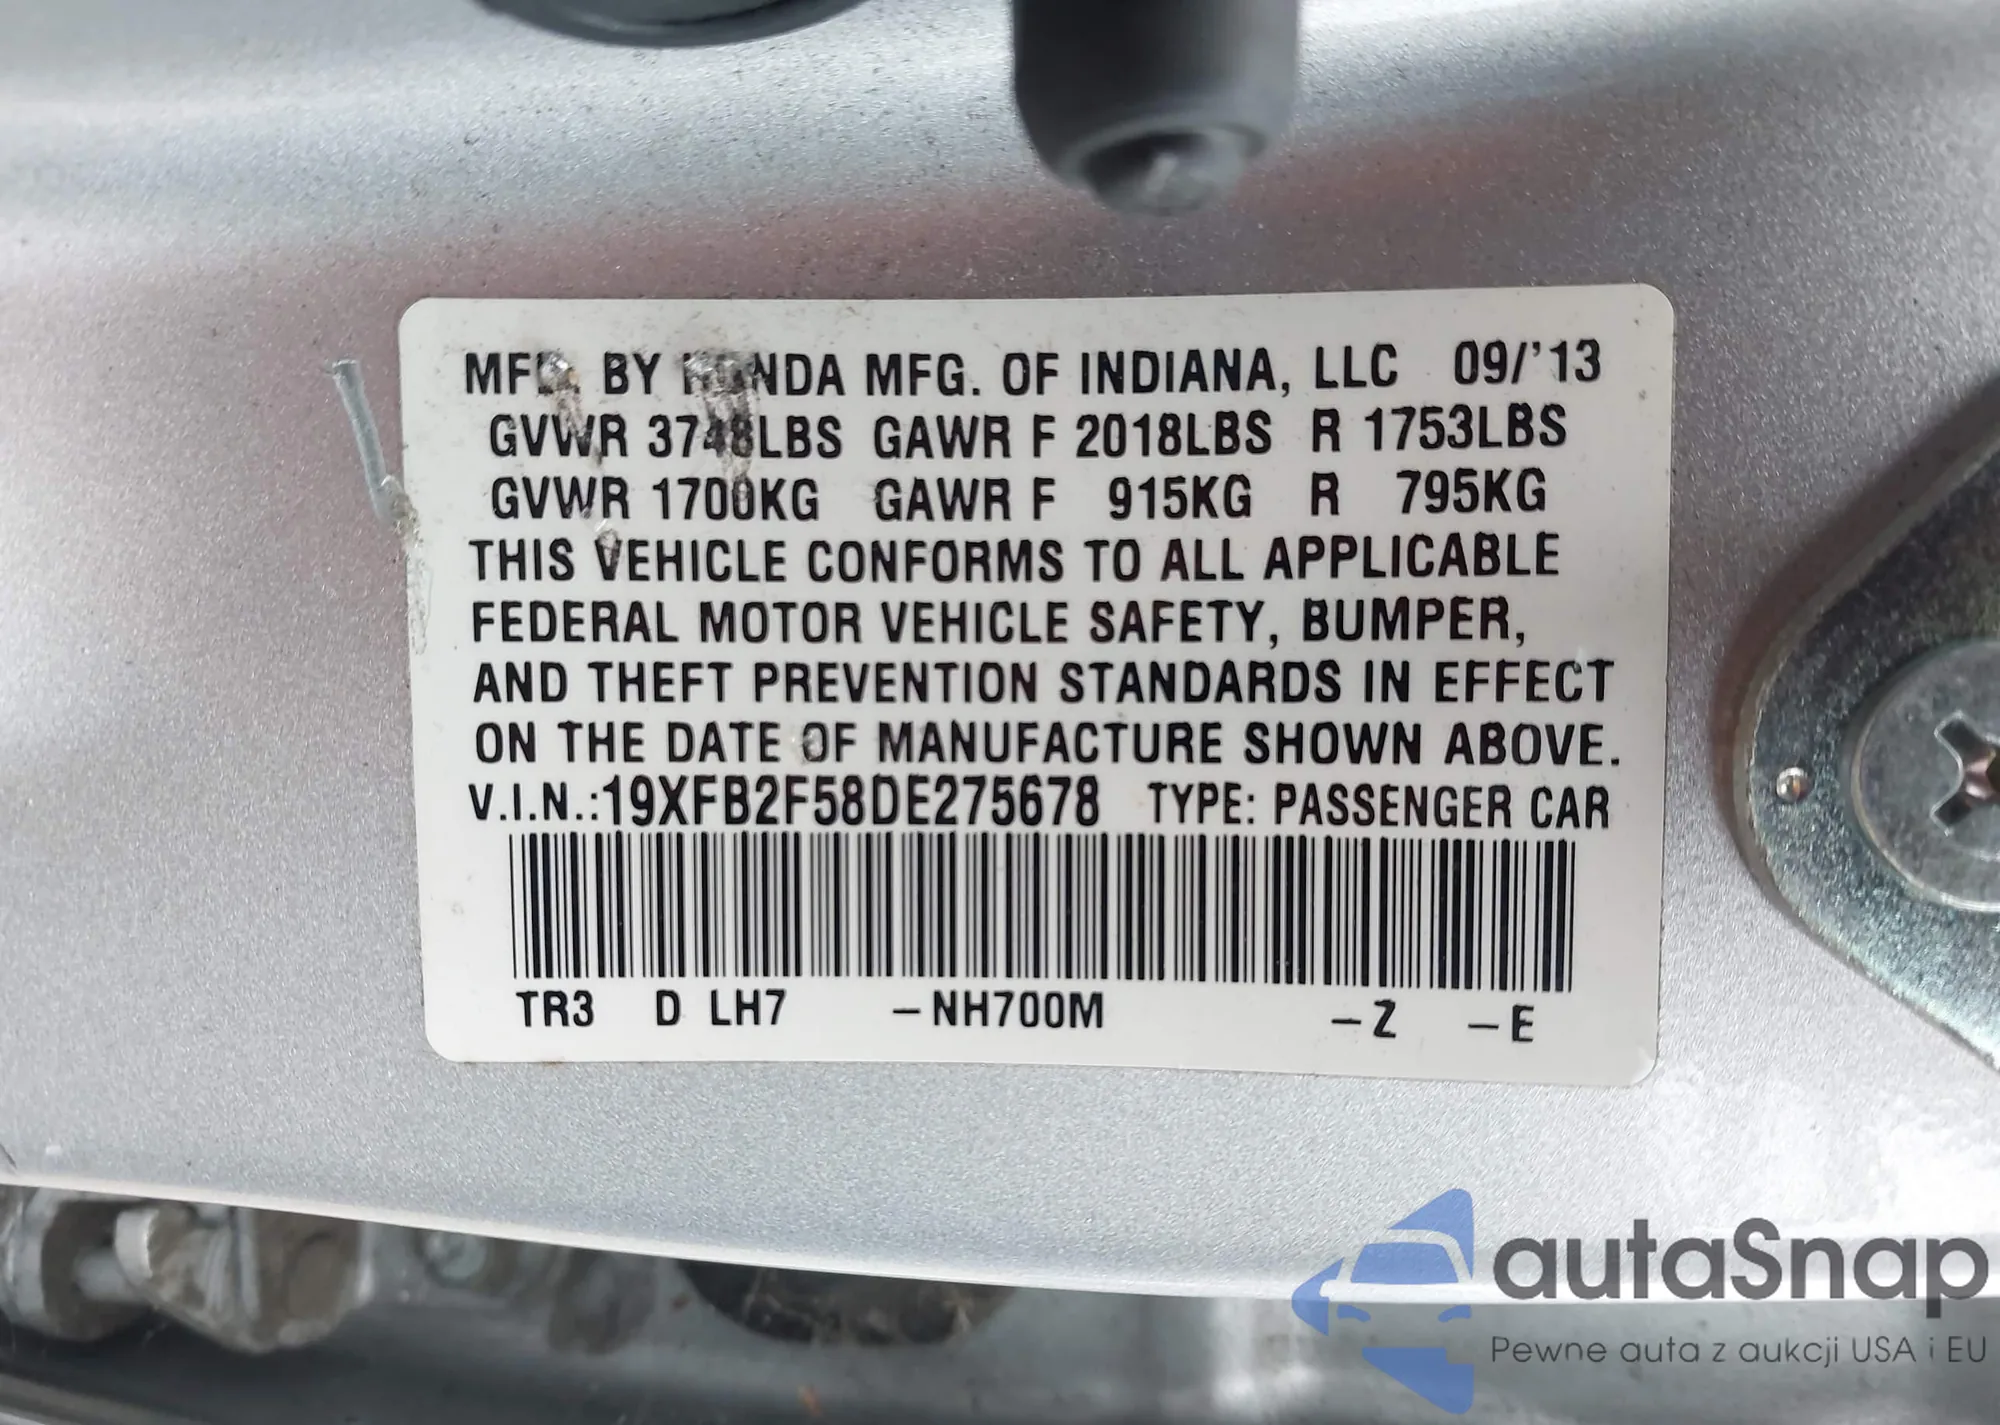 MFD. BY HONDA MFG. OF INDIANA, LLC 09/'13
GVWR 3748LBS GAWR F 2018LBS R 1753LBS
GVWR 1700KG GAWR F 915KG R 795KG
THIS VEHICLE CONFORMS TO ALL APPLICABLE
FEDERAL MOTOR VEHICLE SAFETY, BUMPER,
AND THEFT PREVENTION STANDARDS IN EFFECT
ON THE DATE OF MANUFACTURE SHOWN ABOVE.
V.I.N.:19XFB2F58DE275678 TYPE: PASSENGER CAR
TR3 D LH7 –NH700M –Z –E
autaSnap
Pewne auta z aukcji USA i EU